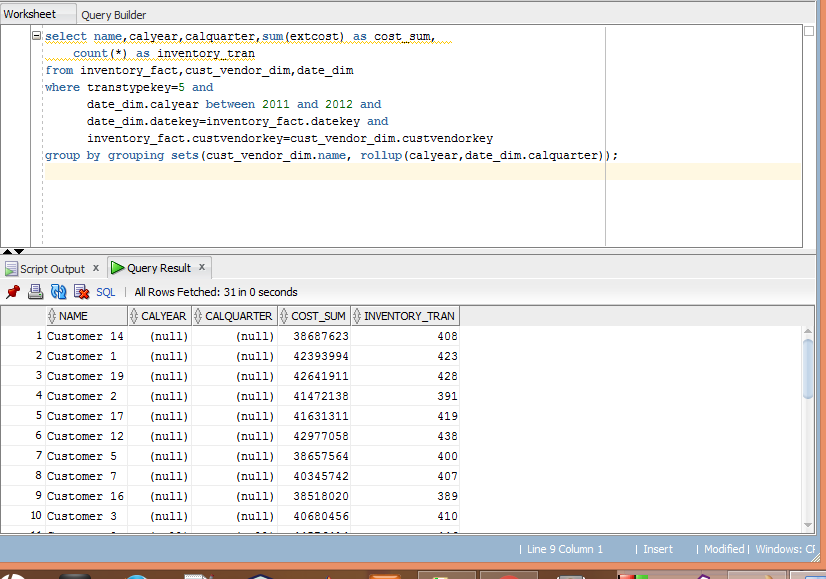 Worksheet Query Builder
select name,calyear,calquarter,sum(extcost) as cost_sum,
count(*) as inventory_tran
from inventory_fact,cust_vendor_dim,date_dim
where transtypekey=5 and
date_dim.calyear between 2011 and 2012 and
date_dim.datekey=inventory_fact.datekey and
inventory_fact.custvendorkey=cust_vendor_dim.custvendorkey
group by grouping sets(cust_vendor_dim.name, rollup(calyear,date_dim.calquarter));
Script Output x Query Result x
SQL | All Rows Fetched: 31 in 0 seconds
NAME CALYEAR CALQUARTER COST_SUM INVENTORY_TRAN
1 Customer 14 (null) (null) 38687623 408
2 Customer 1 (null) (null) 42393994 423
3 Customer 19 (null) (null) 42641911 428
4 Customer 2 (null) (null) 41472138 391
5 Customer 17 (null) (null) 41631311 419
6 Customer 12 (null) (null) 42977058 438
7 Customer 5 (null) (null) 38657564 400
8 Customer 7 (null) (null) 40345742 407
9 Customer 16 (null) (null) 38518020 389
10 Customer 3 (null) (null) 40680456 410
| Line 9 Column 1 | Insert | Modified | Windows: